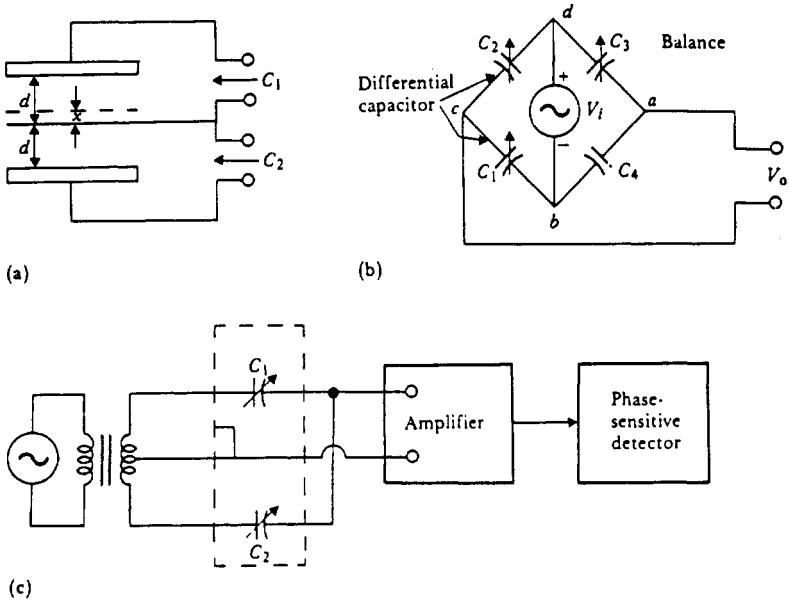 d
x
d
C₁
C₂
(a)
d
C₂
C₃
Balance
Differential
capacitor
c
+
Vᵢ
−
a
C₁
C₄
Vₒ
b
(b)
C₁
Amplifier
Phase-
sensitive
detector
C₂
(c)